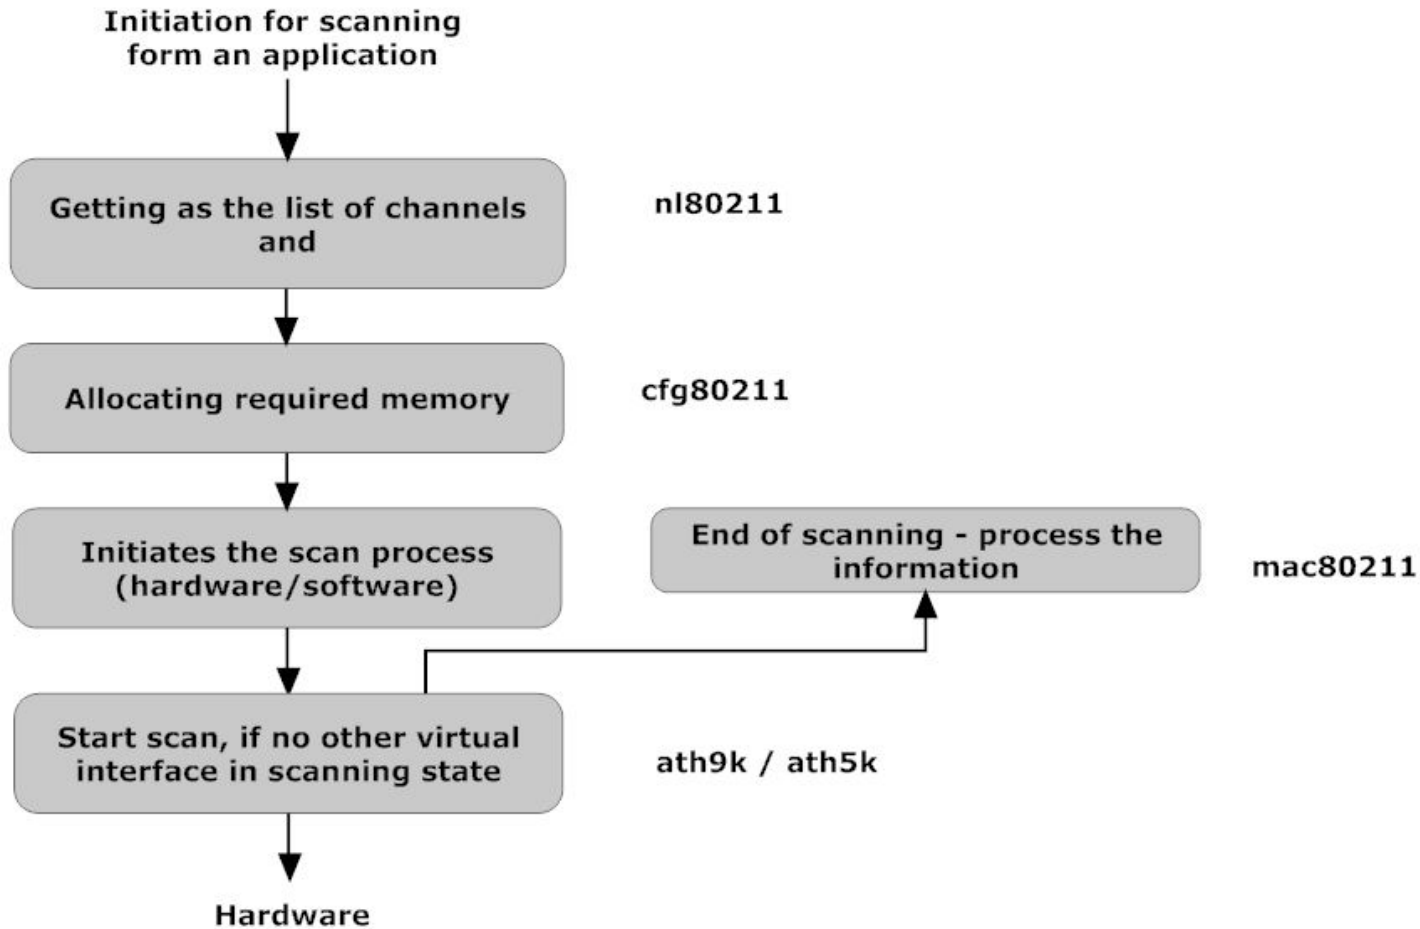 Initiation for scanning
form an application
Getting as the list of channels
and
nl80211
Allocating required memory
cfg80211
Initiates the scan process
(hardware/software)
End of scanning - process the
information
mac80211
Start scan, if no other virtual
interface in scanning state
ath9k / ath5k
Hardware